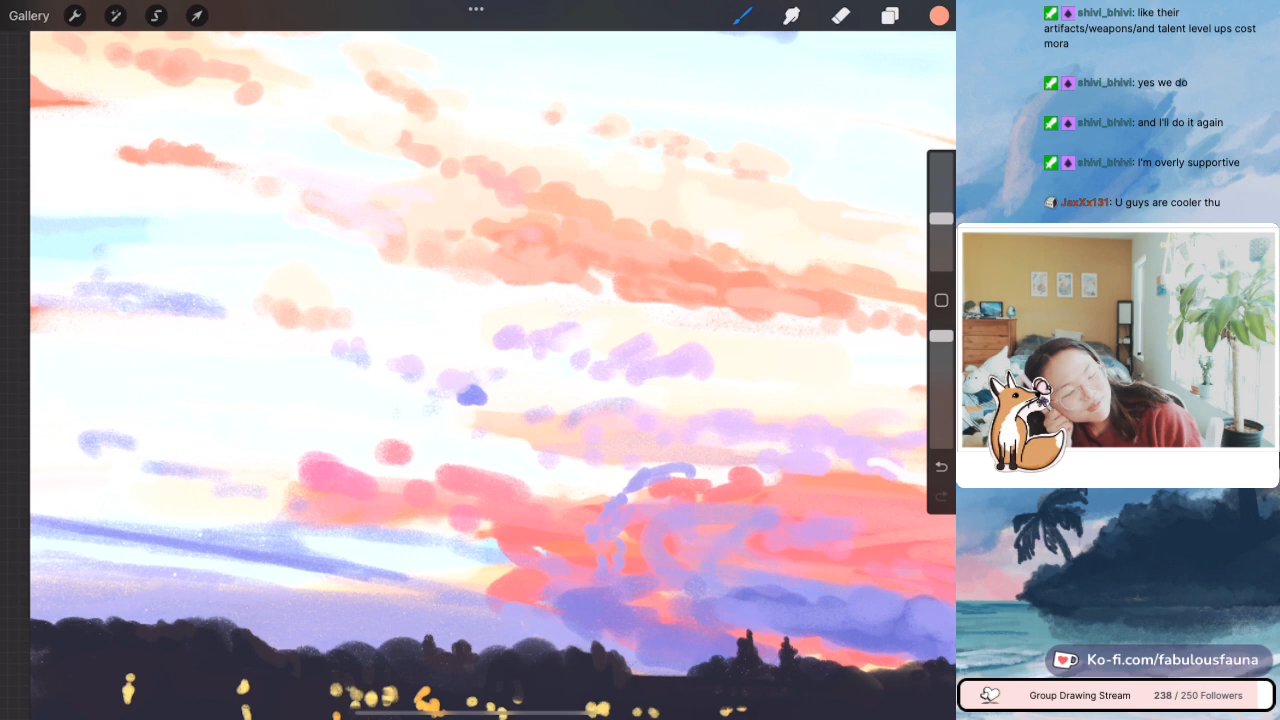 Gallery
shivi_bhivi: like their
artifacts/weapons/and talent level ups cost
mora
shivi_bhivi: yes we do
shivi_bhivi: and I'll do it again
shivi_bhivi: I'm overly supportive
JaxXx131: U guys are cooler thu
Ko-fi.com/fabulousfauna
Group Drawing Stream 238 / 250 Followers